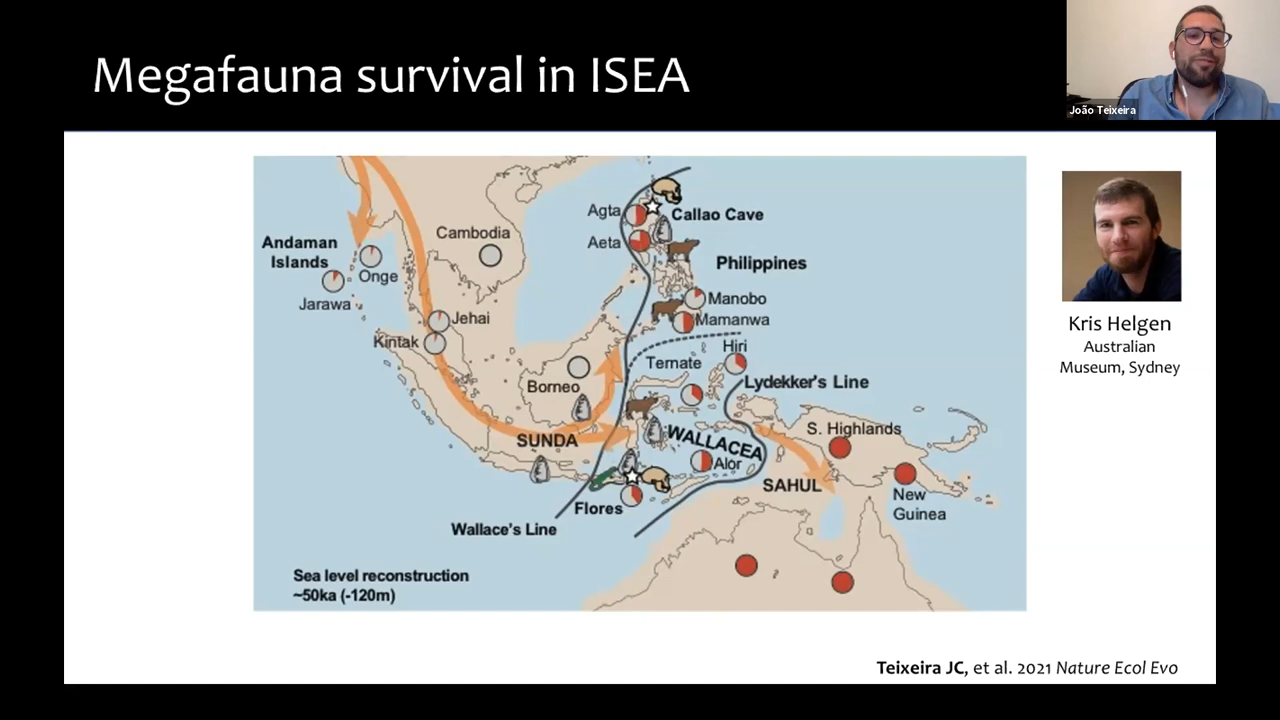 Megafauna survival in ISEA
João Teixeira
Agta
Callao Cave
Aeta
Cambodia
Andaman
Islands
Philippines
Onge
Jarawa
Manobo
Jehai
Mamanwa
Kintak
Hiri
Ternate
Borneo
Lydekker's Line
SUNDA
WALLACEA
S. Highlands
Alor
SAHUL
New
Guinea
Flores
Wallace's Line
Sea level reconstruction
~50ka (-120m)
Kris Helgen
Australian
Museum, Sydney
Teixeira JC, et al. 2021 Nature Ecol Evo